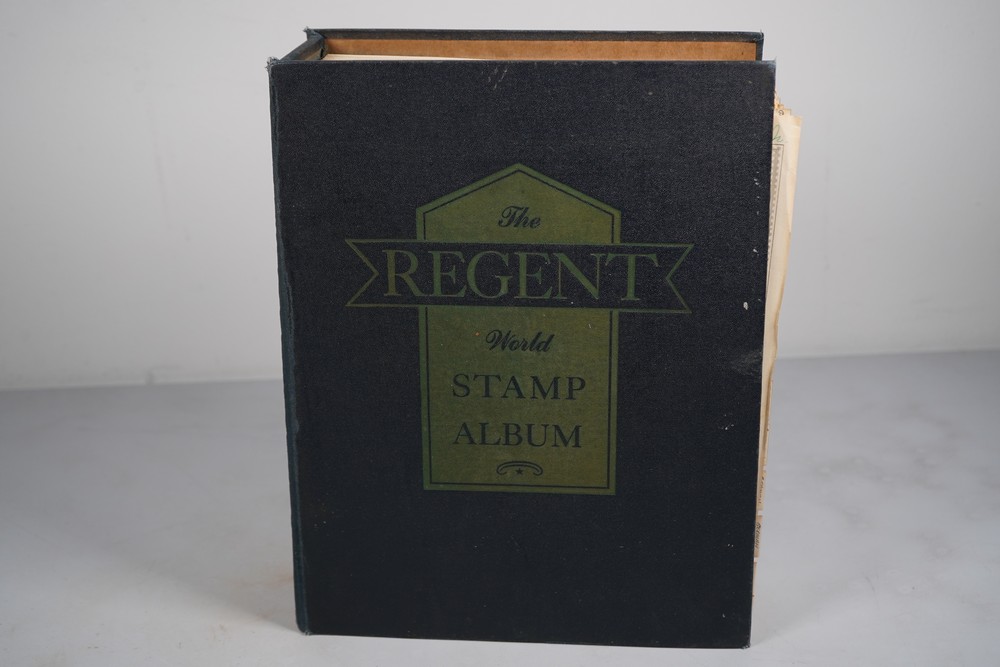 The
REGENT
World
STAMP
ALBUM